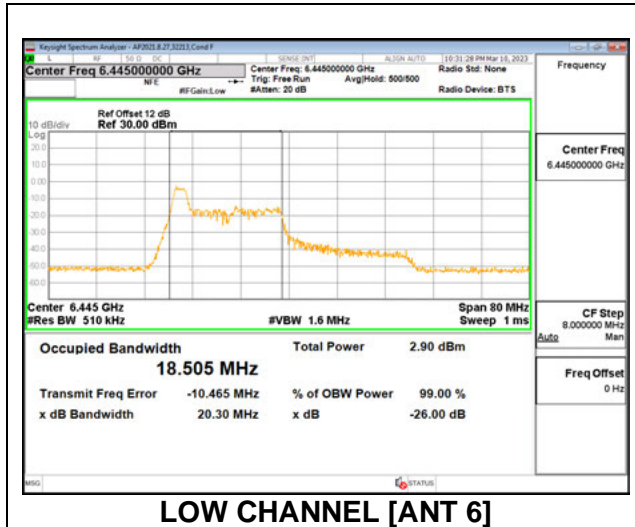 Keysight Spectrum Analyzer - AP2021.8.27,32213,Cond F
L RF 50 Ω DC SENSE:INT ALIGN AUTO 10:31:28 PM Mar 10, 2023
Center Freq 6.445000000 GHz
NFE
#IFGain:Low
Center Freq: 6.445000000 GHz
Trig: Free Run Avg|Hold: 500/500
#Atten: 20 dB
Radio Std: None
Radio Device: BTS
Frequency
Ref Offset 12 dB
10 dB/div Ref 30.00 dBm
Log
20.0
10.0
0.00
-10.0
-20.0
-30.0
-40.0
-50.0
-60.0
Center Freq
6.445000000 GHz
Center 6.445 GHz Span 80 MHz
#Res BW 510 kHz #VBW 1.6 MHz Sweep 1 ms
CF Step
8.000000 MHz
Auto Man
Occupied Bandwidth Total Power 2.90 dBm
18.505 MHz
Transmit Freq Error -10.465 MHz % of OBW Power 99.00 %
x dB Bandwidth 20.30 MHz x dB -26.00 dB
Freq Offset
0 Hz
MSG STATUS
LOW CHANNEL [ANT 6]